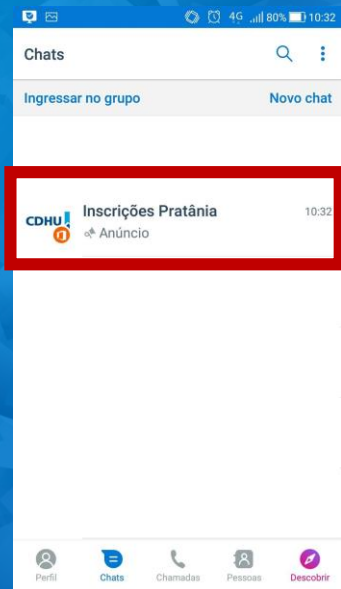 4G 80% 10:32
Chats
Ingressar no grupo Novo chat
CDHU Inscrições Pratânia 10:32
Anúncio
Perfil Chats Chamadas Pessoas Descobrir